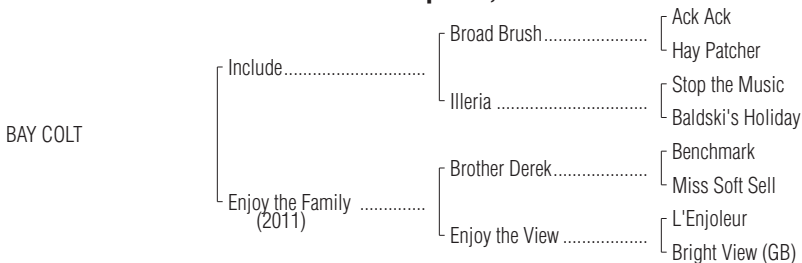 Ack Ack
Broad Brush......................
Hay Patcher
Include..............................
Stop the Music
Illeria ................................
Baldski's Holiday
BAY COLT
Benchmark
Brother Derek....................
Miss Soft Sell
Enjoy the Family ..............
(2011)
L'Enjoleur
Enjoy the View ..................
Bright View (GB)